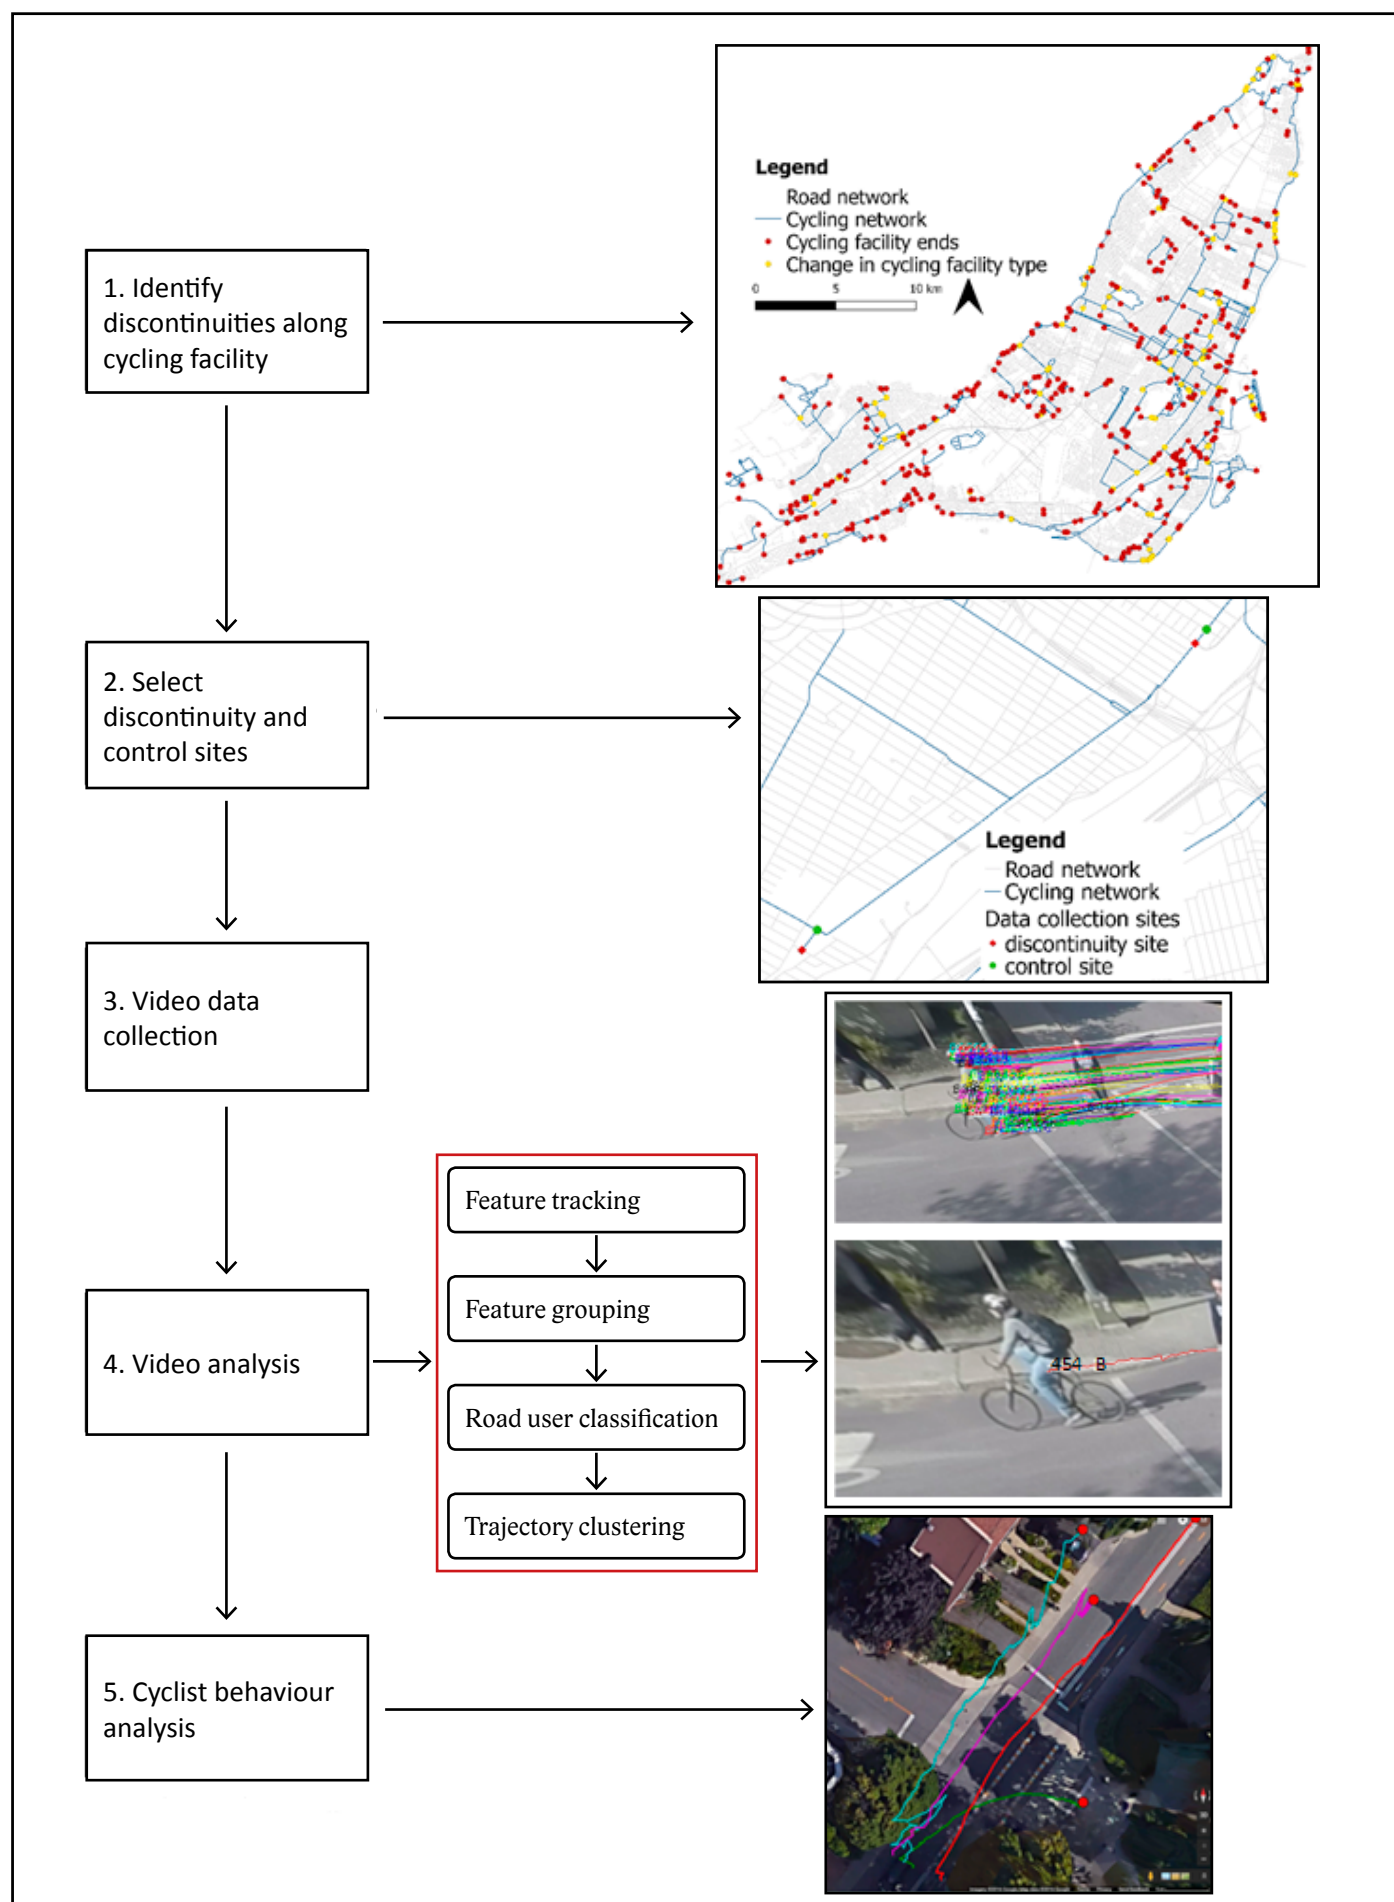 1. Identify
discontinuities along
cycling facility
Legend
Road network
Cycling network
Cycling facility ends
Change in cycling facility type
0 5 10 km
2. Select
discontinuity and
control sites
Legend
Road network
Cycling network
Data collection sites
discontinuity site
control site
3. Video data
collection
4. Video analysis
Feature tracking
Feature grouping
Road user classification
Trajectory clustering
454 B
5. Cyclist behaviour
analysis